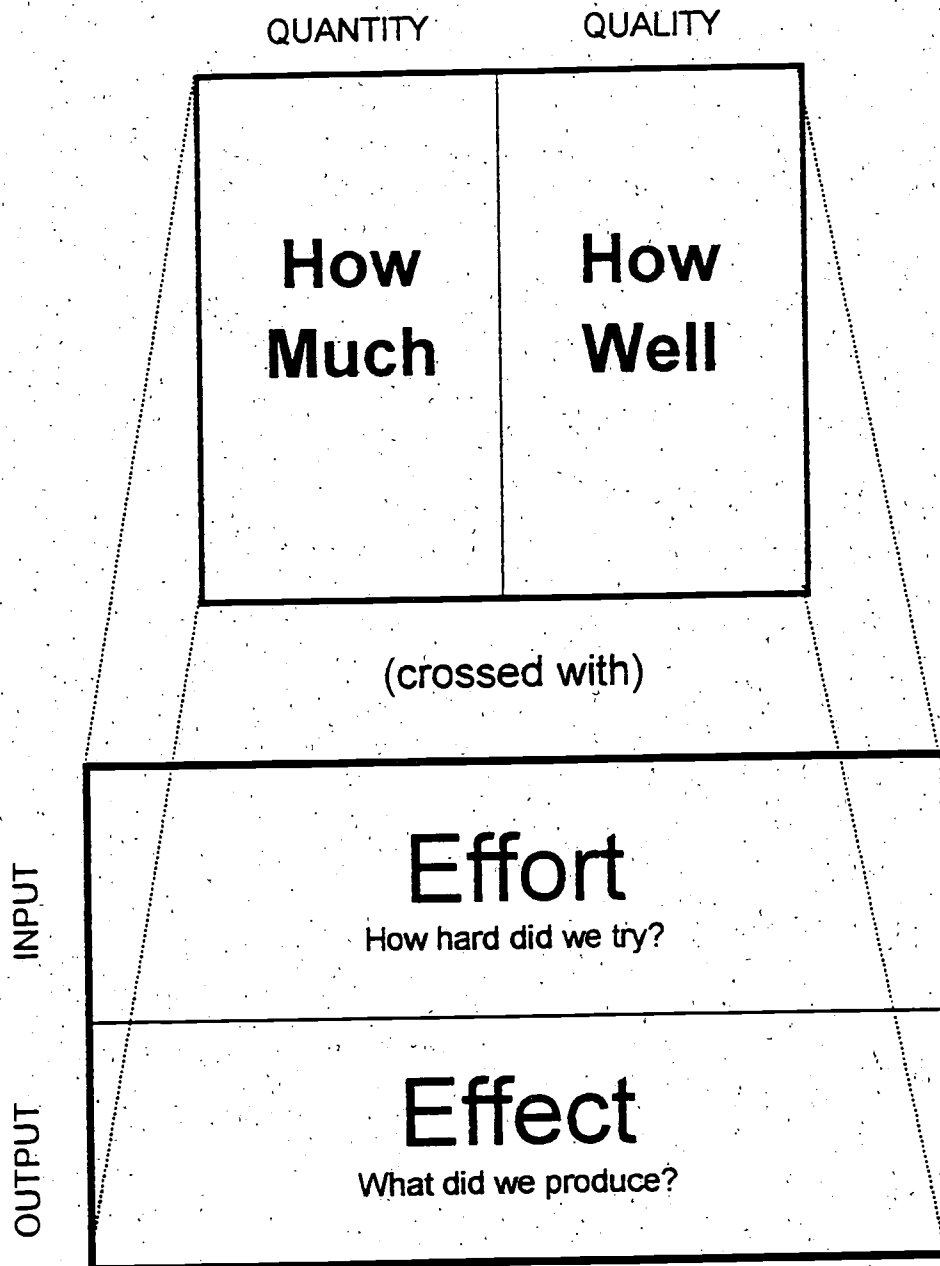 QUANTITY QUALITY
How How
Much Well
(crossed with)
INPUT
Effort
How hard did we try?
OUTPUT
Effect
What did we produce?